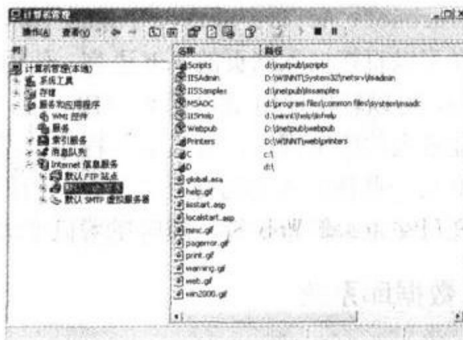 计算机管理
操作(A) 查看(V)
树
名称 路径
计算机管理(本地)
系统工具
存储
服务和应用程序
WMI 控件
服务
索引服务
消息队列
Internet 信息服务
默认 FTP 站点
默认 SMTP 虚拟服务器
Scripts d:\inetpub\scripts
IISAdmin D:\WINNT\System32\inetsrv\iisadmin
IISSamples d:\inetpub\iissamples
MSADC d:\program files\common files\system\msadc
IISHelp d:\winnt\help\iishelp
Webpub D:\inetpub\webpub
Printers D:\WINNT\web\printers
C c:\
D d:\
global.asa
help.gif
iisstart.asp
localstart.asp
mmc.gif
pagerror.gif
print.gif
warning.gif
web.gif
win2000.gif